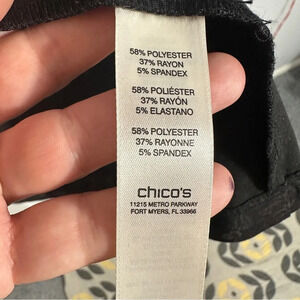 58% POLYESTER
37% RAYON
5% SPANDEX
58% POLIÉSTER
37% RAYÓN
5% ELASTANO
58% POLYESTER
37% RAYONNE
5% SPANDEX
chico's
11215 METRO PARKWAY
FORT MYERS, FL 33966